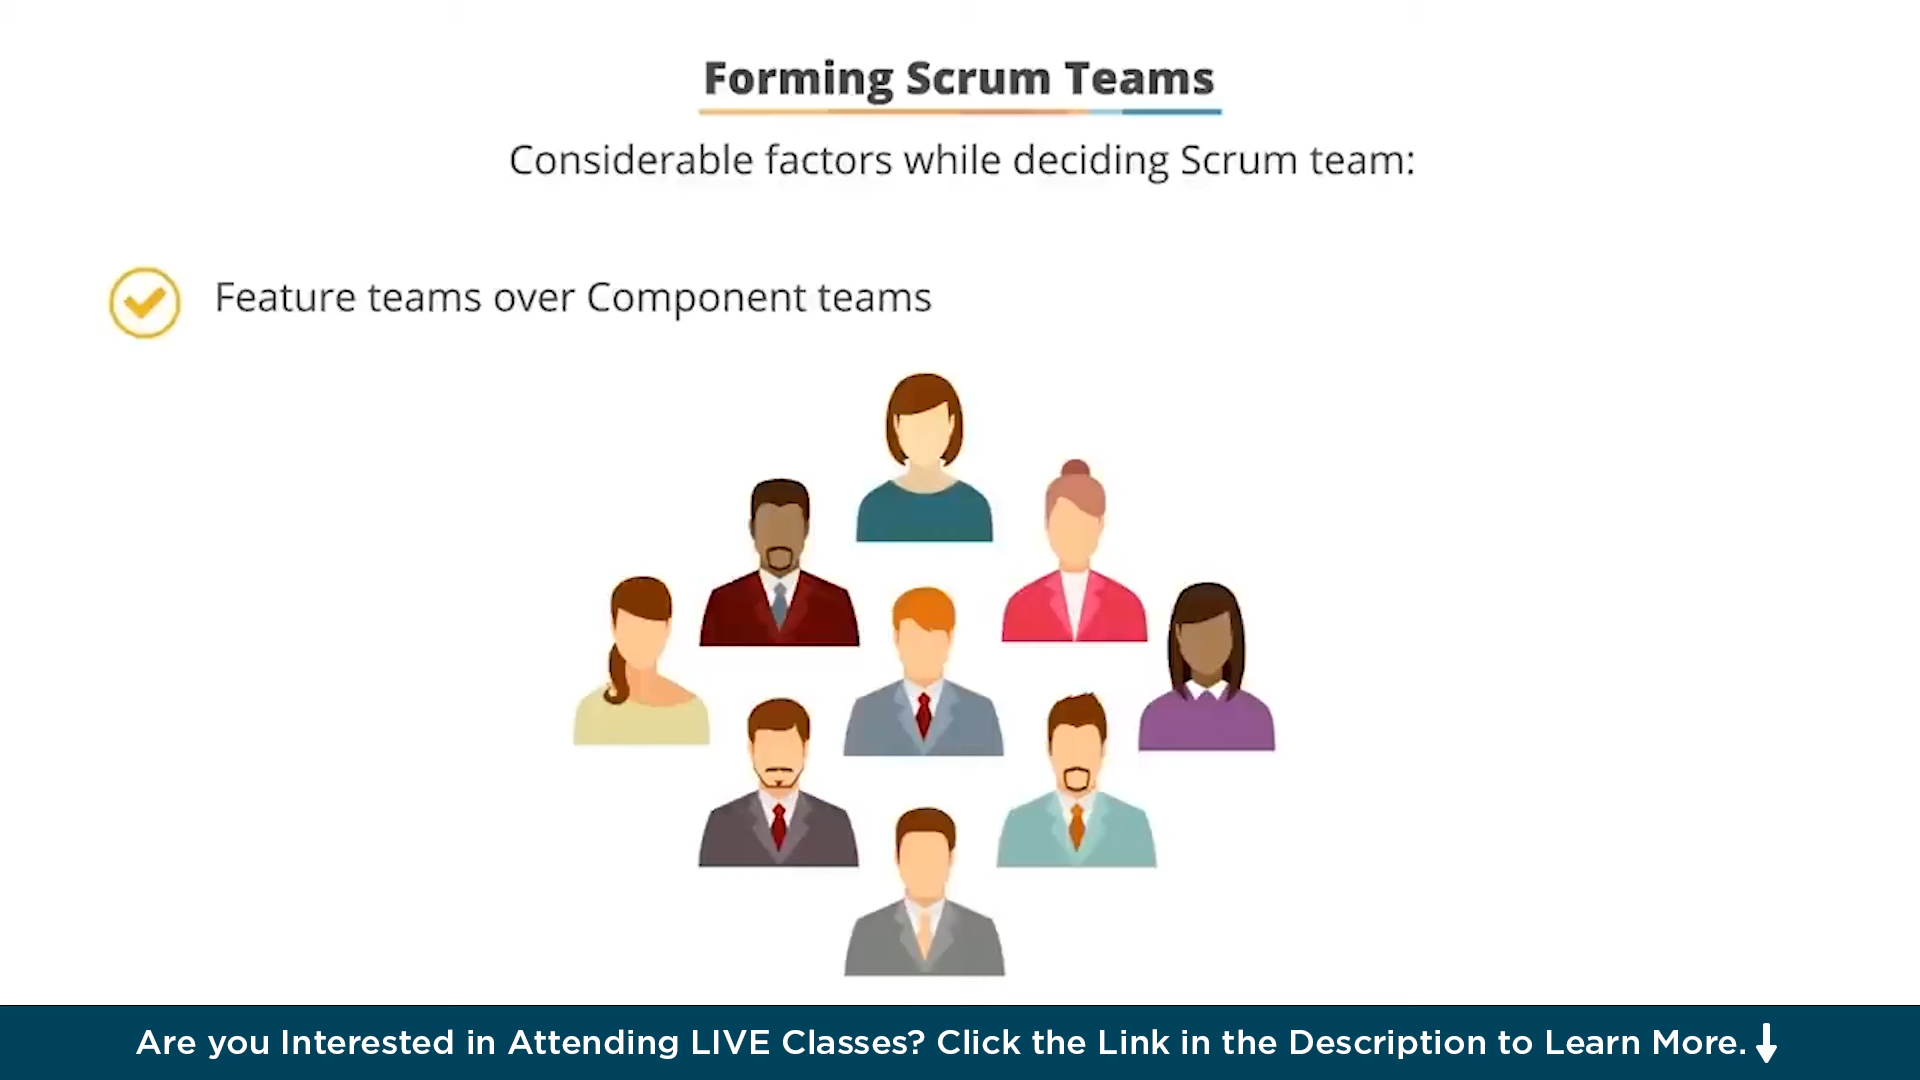 Forming Scrum Teams
Considerable factors while deciding Scrum team:
Feature teams over Component teams
Are you Interested in Attending LIVE Classes? Click the Link in the Description to Learn More.